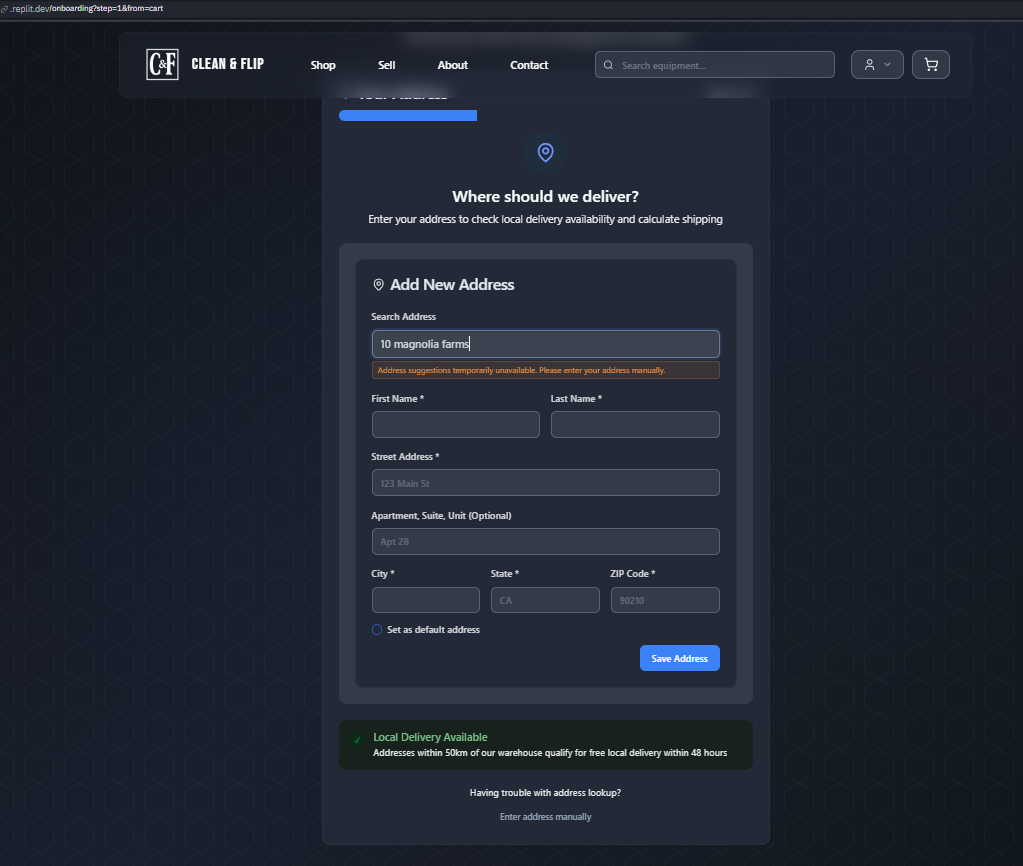 .replit.dev/onboarding?step=1&from=cart
C&F CLEAN & FLIP Shop Sell About Contact Search equipment...
Your Address
Where should we deliver?
Enter your address to check local delivery availability and calculate shipping
Add New Address
Search Address
10 magnolia farms
Address suggestions temporarily unavailable. Please enter your address manually.
First Name * Last Name *
Street Address *
123 Main St
Apartment, Suite, Unit (Optional)
Apt 2B
City * State * ZIP Code *
CA 90210
Set as default address
Save Address
Local Delivery Available
Addresses within 50km of our warehouse qualify for free local delivery within 48 hours
Having trouble with address lookup?
Enter address manually